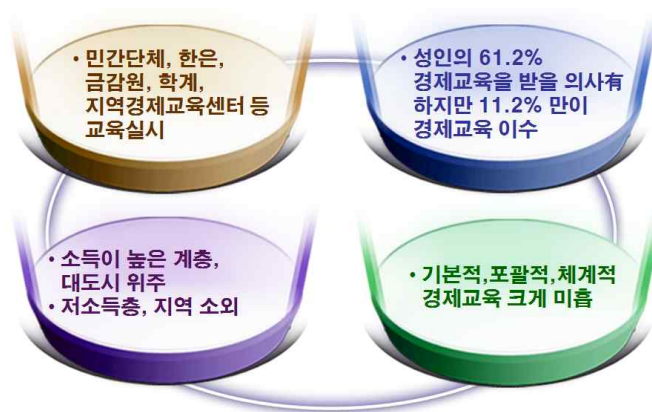 • 민간단체, 한은,
금감원, 학계,
지역경제교육센터 등
교육실시
• 성인의 61.2%
경제교육을 받을 의사有
하지만 11.2% 만이
경제교육 이수
• 소득이 높은 계층,
대도시 위주
• 저소득층, 지역 소외
• 기본적,포괄적,체계적
경제교육 크게 미흡